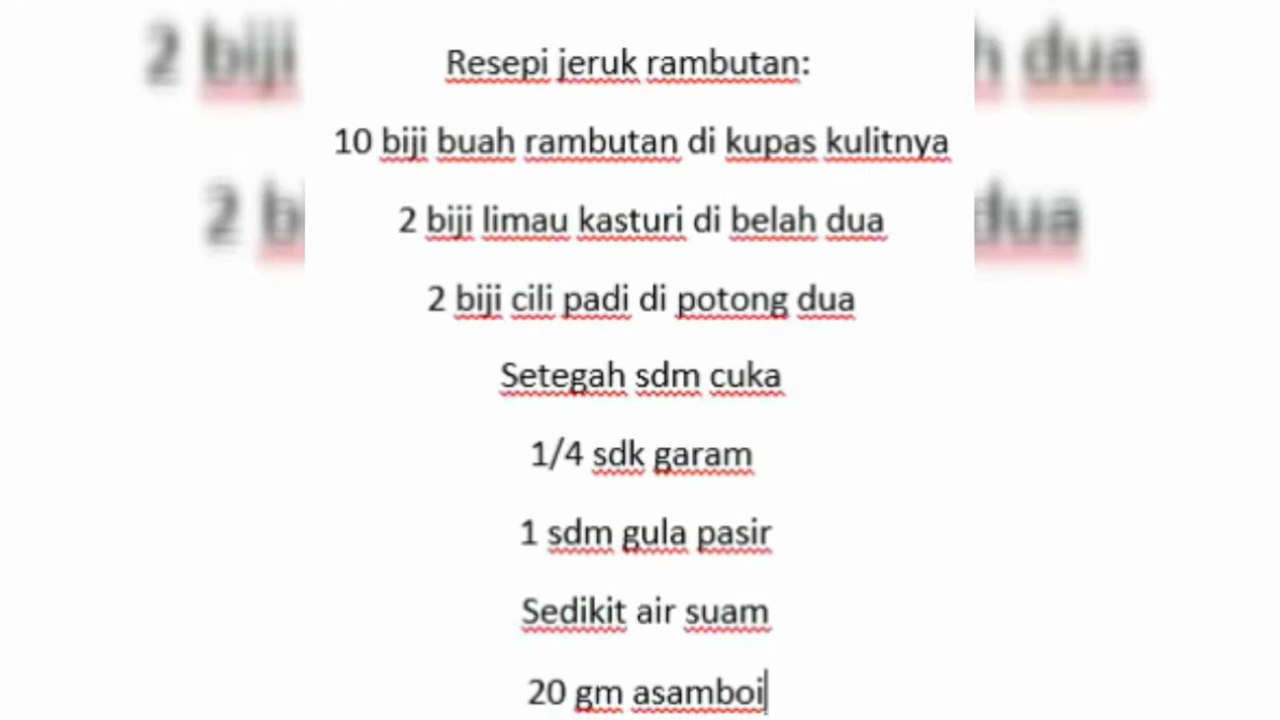 Resepi jeruk rambutan:
10 biji buah rambutan di kupas kulitnya
2 biji limau kasturi di belah dua
2 biji cili padi di potong dua
Setegah sdm cuka
1/4 sdk garam
1 sdm gula pasir
Sedikit air suam
20 gm asamboi